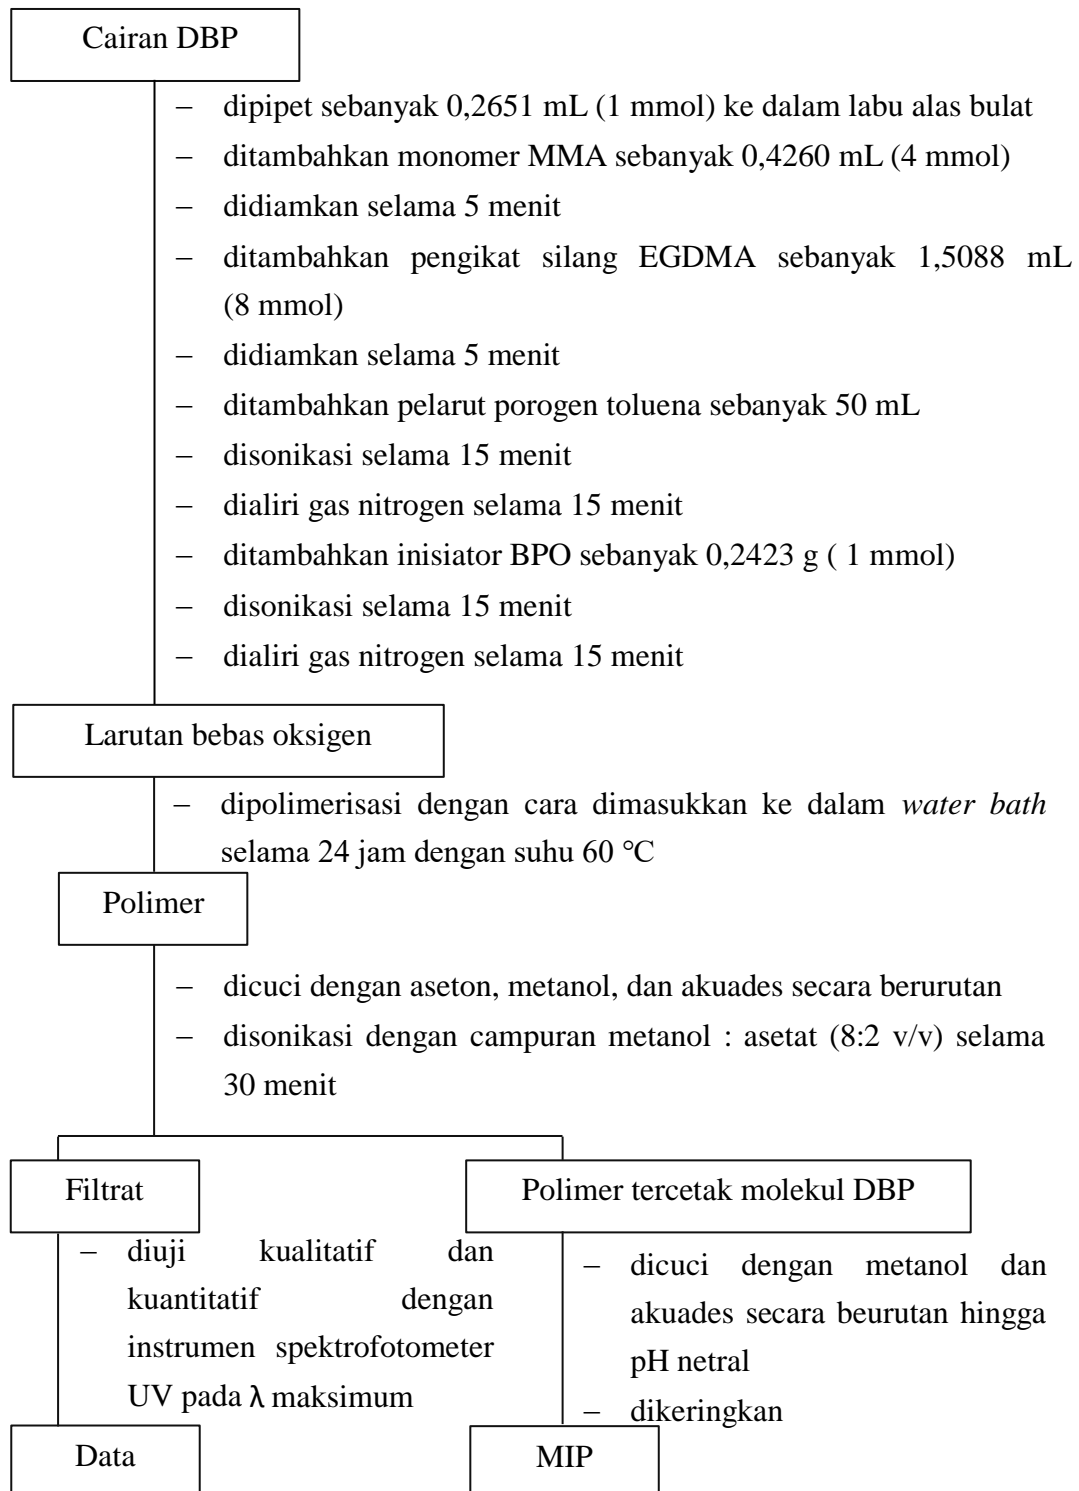 Cairan DBP
– dipipet sebanyak 0,2651 mL (1 mmol) ke dalam labu alas bulat
– ditambahkan monomer MMA sebanyak 0,4260 mL (4 mmol)
– didiamkan selama 5 menit
– ditambahkan pengikat silang EGDMA sebanyak 1,5088 mL
(8 mmol)
– didiamkan selama 5 menit
– ditambahkan pelarut porogen toluena sebanyak 50 mL
– disonikasi selama 15 menit
– dialiri gas nitrogen selama 15 menit
– ditambahkan inisiator BPO sebanyak 0,2423 g ( 1 mmol)
– disonikasi selama 15 menit
– dialiri gas nitrogen selama 15 menit
Larutan bebas oksigen
– dipolimerisasi dengan cara dimasukkan ke dalam water bath
selama 24 jam dengan suhu 60 °C
Polimer
– dicuci dengan aseton, metanol, dan akuades secara berurutan
– disonikasi dengan campuran metanol : asetat (8:2 v/v) selama
30 menit
Filtrat
– diuji kualitatif dan
kuantitatif dengan
instrumen spektrofotometer
UV pada λ maksimum
Data
Polimer tercetak molekul DBP
– dicuci dengan metanol dan
akuades secara beurutan hingga
pH netral
– dikeringkan
MIP